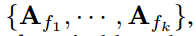 {A_{f_1}, ⋯, A_{f_k}},